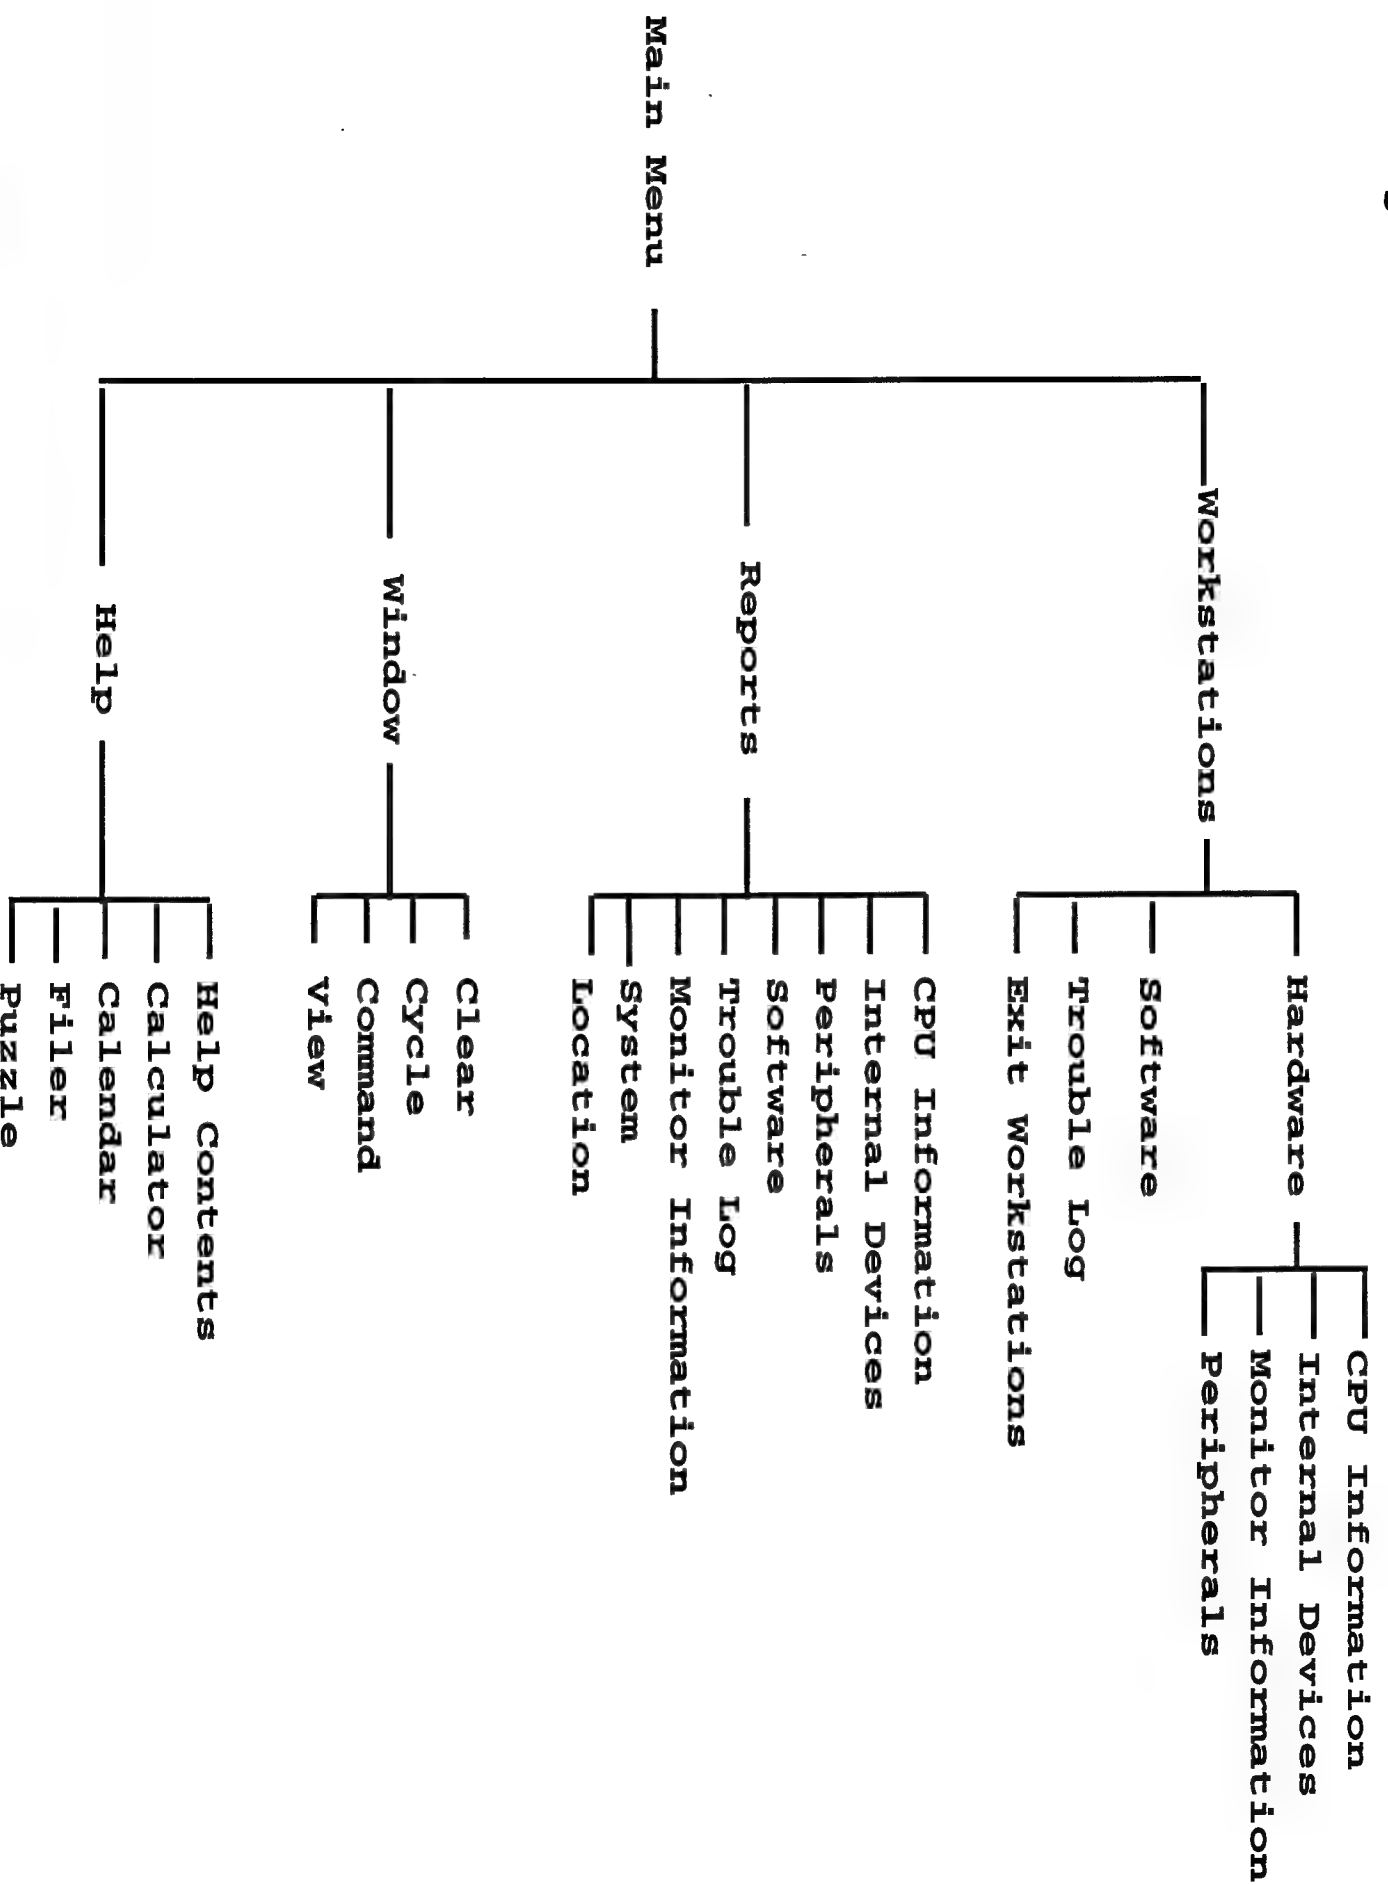 Main Menu
Workstations
Hardware
CPU Information
Internal Devices
Monitor Information
Peripherals
Software
Trouble Log
Exit Workstations
Reports
CPU Information
Internal Devices
Peripherals
Software
Trouble Log
Monitor Information
System
Location
Window
Clear
Cycle
Command
View
Help
Help Contents
Calculator
Calendar
Filer
Puzzle